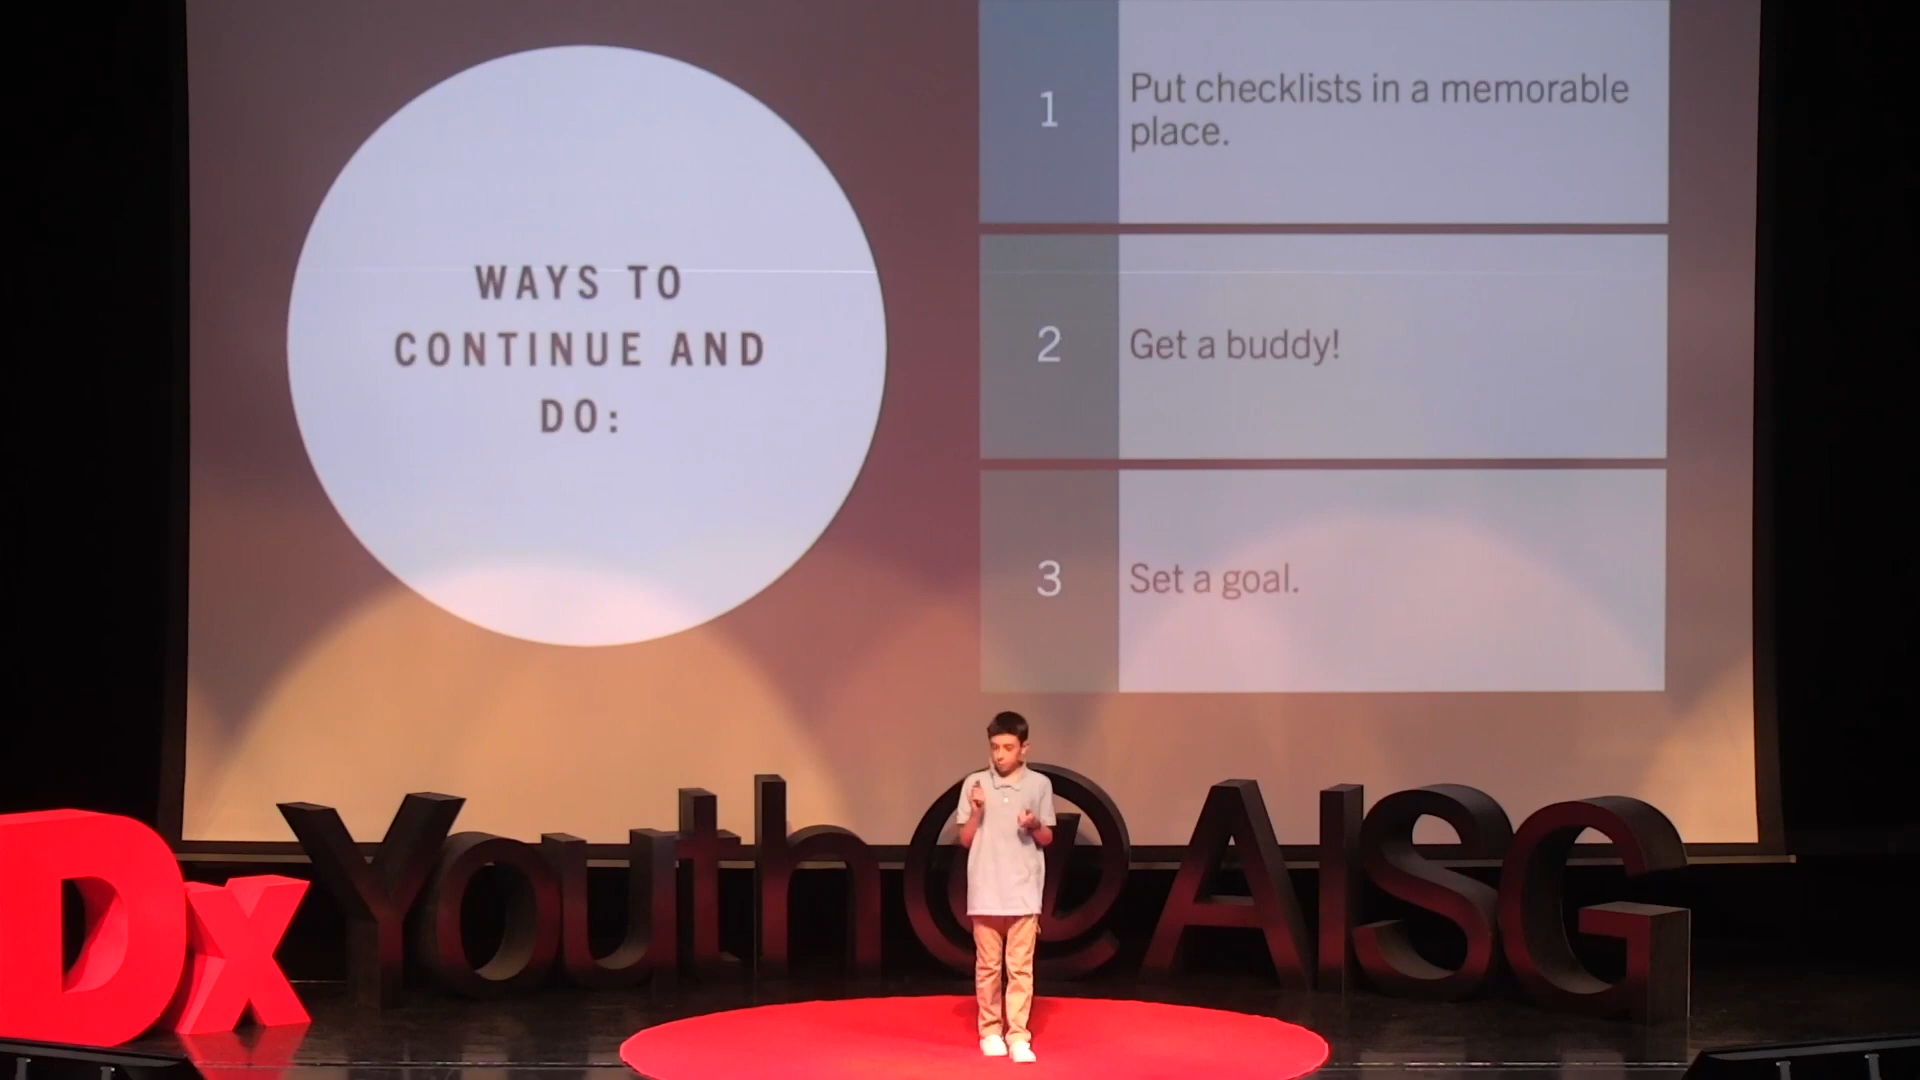 WAYS TO
CONTINUE AND
DO:
1
Put checklists in a memorable
place.
2
Get a buddy!
3
Set a goal.
Dx Youth@AISG